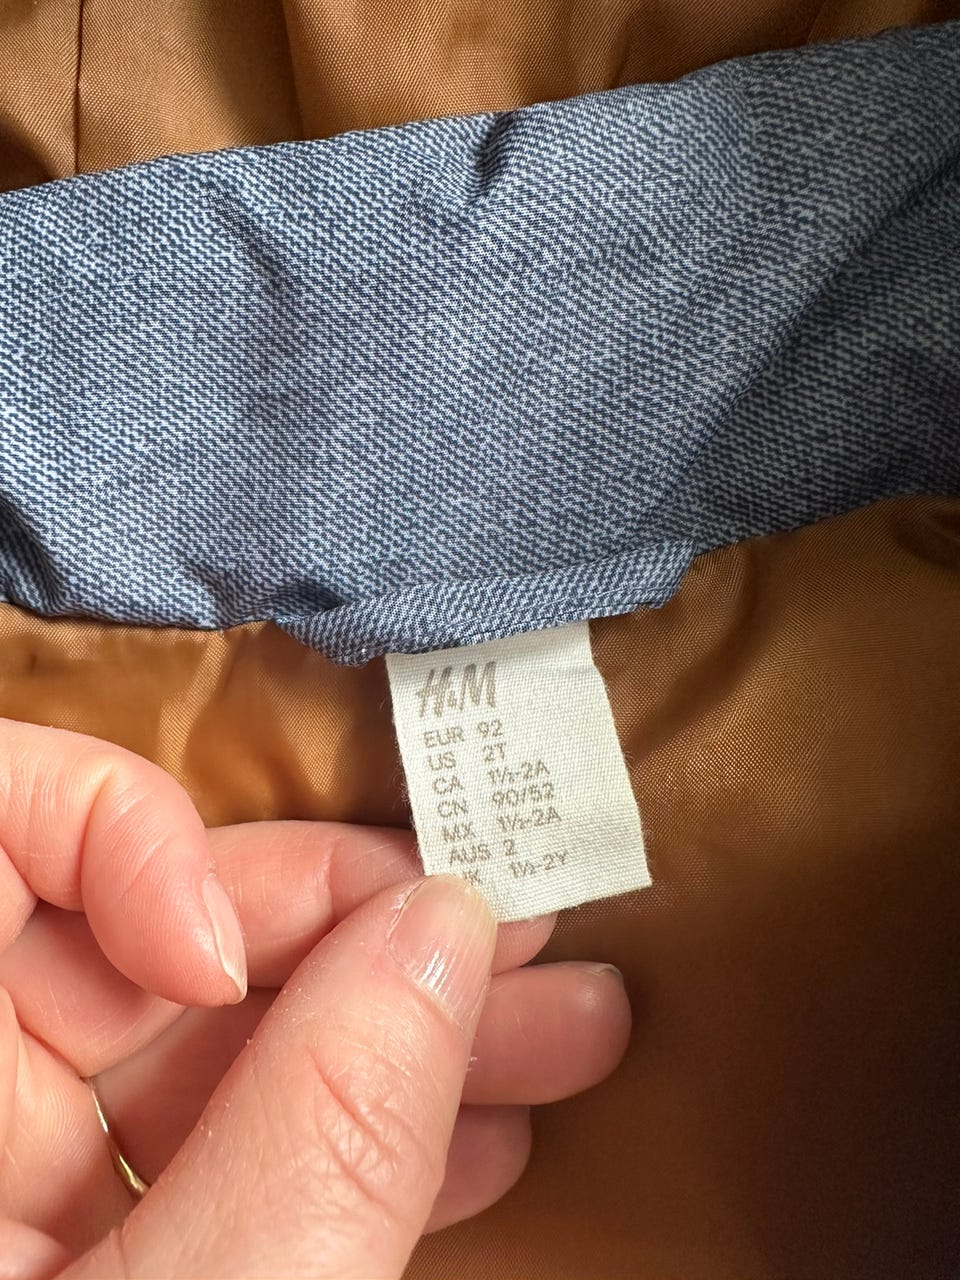 H&M
EUR 92
US 2T
CA 1½-2A
CN 90/52
MX 1½-2A
AUS 2
1½-2Y